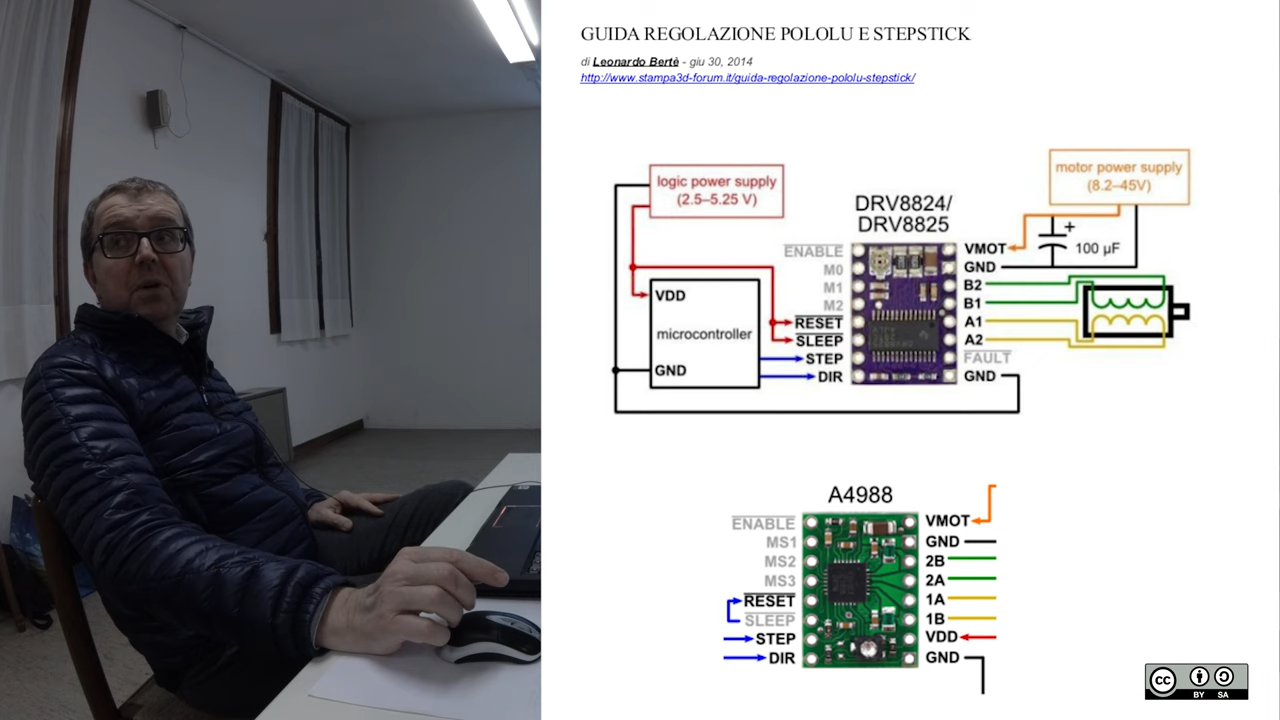 GUIDA REGOLAZIONE POLOLU E STEPSTICK
di Leonardo Bertè - giu 30, 2014
http://www.stampa3d-forum.it/guida-regolazione-pololu-stepstick/
logic power supply
(2.5–5.25 V)
motor power supply
(8.2–45V)
DRV8824/
DRV8825
100 µF
+
VDD
microcontroller
GND
ENABLE
M0
M1
M2
RESET
SLEEP
STEP
DIR
VMOT
GND
B2
B1
A1
A2
FAULT
GND
A4988
ENABLE
MS1
MS2
MS3
RESET
SLEEP
STEP
DIR
VMOT
GND
2B
2A
1A
1B
VDD
GND
cc
BY SA